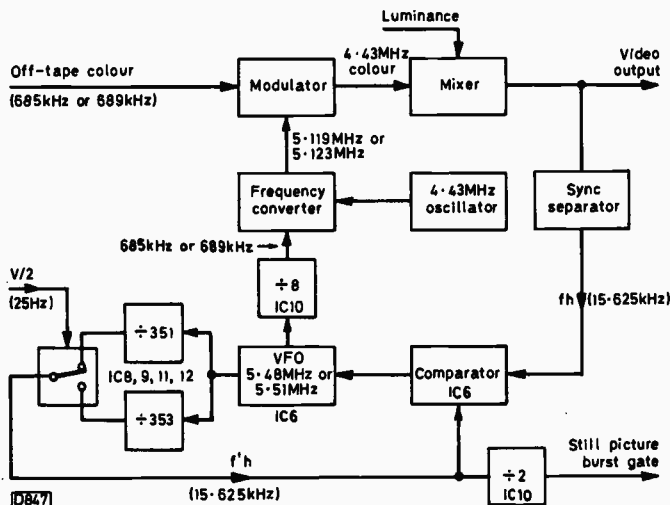 Luminance
Off-tape colour
(685kHz or 689kHz)
Modulator
4·43MHz
colour
Mixer
Video
output
5·119MHz or
5·123MHz
Frequency
converter
4·43MHz
oscillator
Sync
separator
685kHz or 689kHz
V/2
(25Hz)
÷8
IC10
fh (15·625kHz)
÷351
IC8, 9, 11, 12
÷353
VFO
5·48MHz or
5·51MHz
IC6
Comparator
IC6
f'h
(15·625kHz)
÷2
IC10
Still picture
burst gate
D847